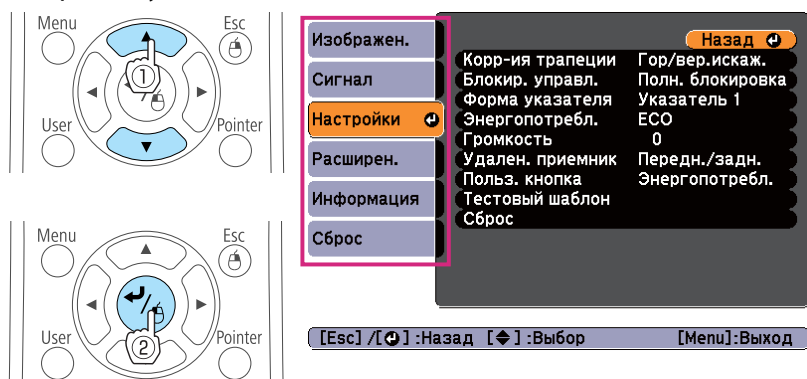 Menu
Esc
1
User
Pointer
Menu
Esc
User
2
Pointer
Изображен.
Сигнал
Настройки
Расширен.
Информация
Сброс
Назад
Корр-ия трапеции Гор/вер.искаж.
Блокир. управл. Полн. блокировка
Форма указателя Указатель 1
Энергопотребл. ECO
Громкость 0
Удален. приемник Передн./задн.
Польз. кнопка Энергопотребл.
Тестовый шаблон
Сброс
[Esc] /[ ] :Назад [ ] :Выбор [Menu]:Выход